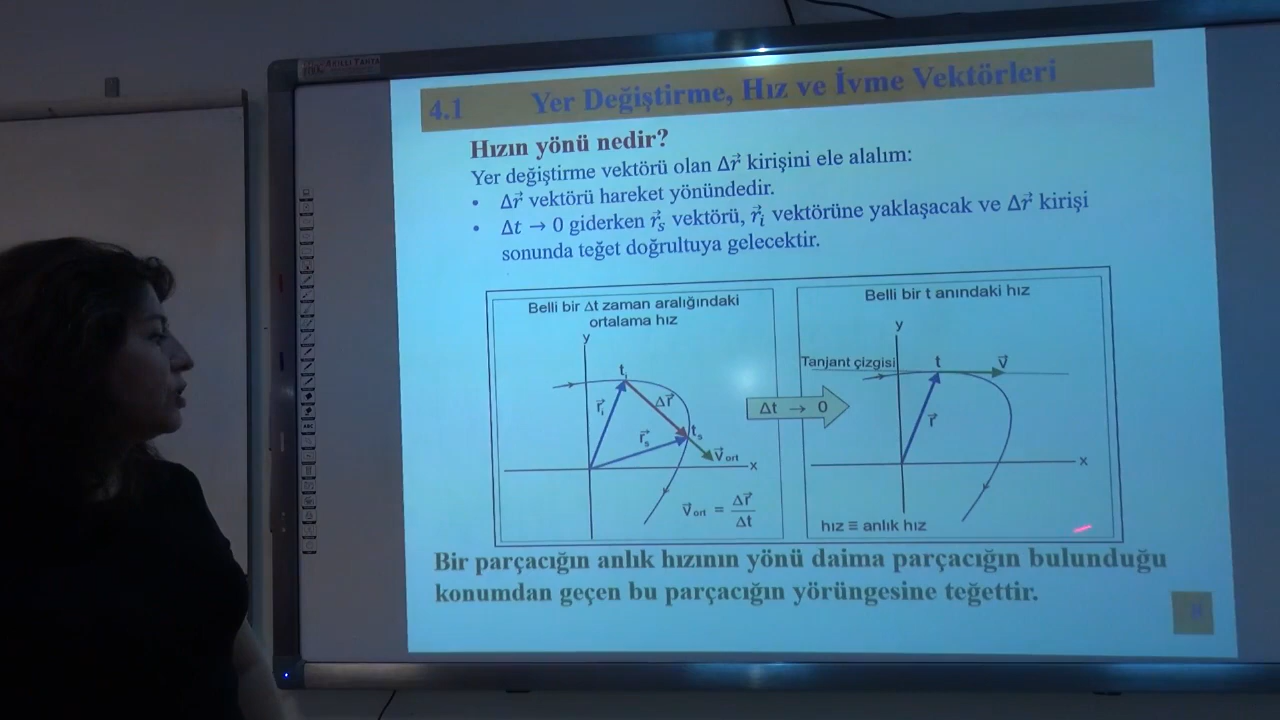 AKILLI TAHTA
4.1 Yer Değiştirme, Hız ve İvme Vektörleri
Hızın yönü nedir?
Yer değiştirme vektörü olan Δr⃗ kirişini ele alalım:
• Δr⃗ vektörü hareket yönündedir.
• Δt → 0 giderken r⃗s vektörü, r⃗i vektörüne yaklaşacak ve Δr⃗ kirişi
sonunda teğet doğrultuya gelecektir.
Belli bir Δt zaman aralığındaki
ortalama hız
y
ti
r⃗i
Δr⃗
r⃗s
ts
V⃗ort
x
V⃗ort = Δr⃗ / Δt
Δt → 0
Belli bir t anındaki hız
y
Tanjant çizgisi
t
V⃗
r⃗
x
hız ≡ anlık hız
Bir parçacığın anlık hızının yönü daima parçacığın bulunduğu
konumdan geçen bu parçacığın yörüngesine teğettir.
ABC